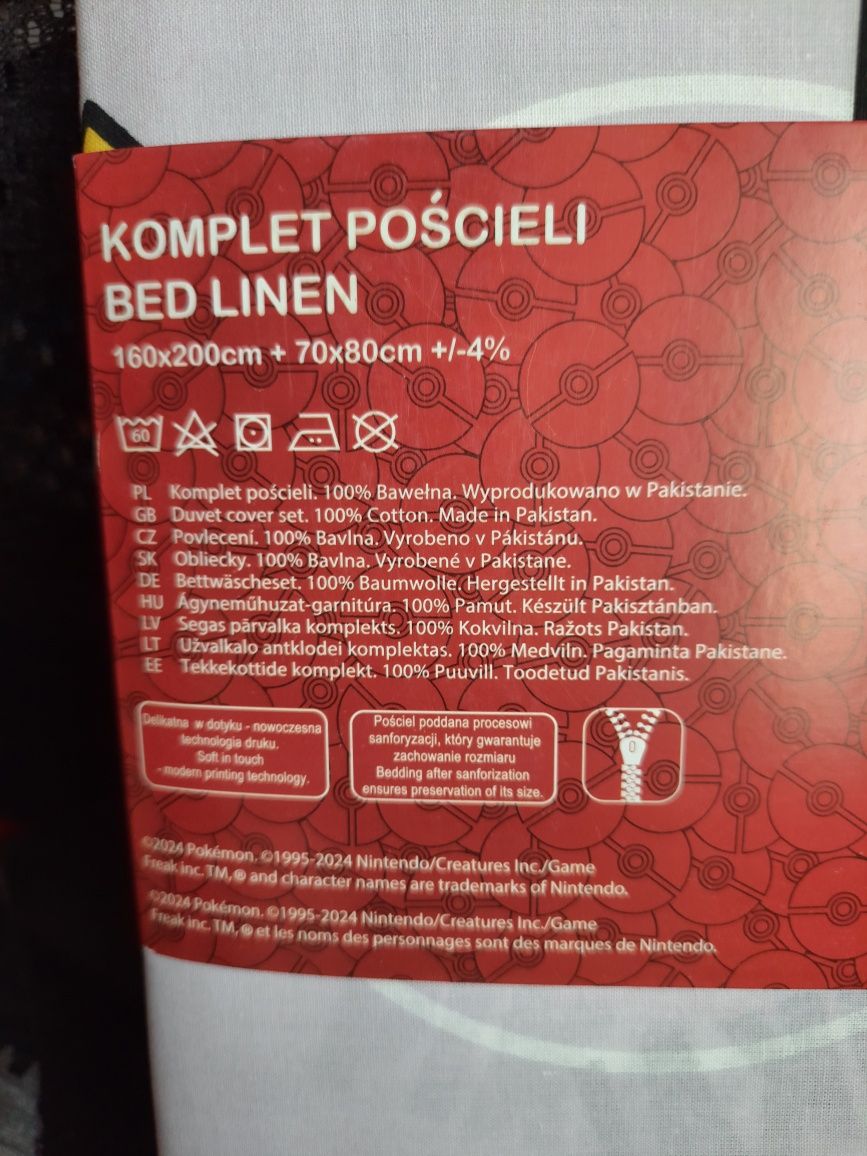 KOMPLET POŚCIELI
BED LINEN
160x200cm + 70x80cm +/-4%
60
PL Komplet pościeli. 100% Bawełna. Wyprodukowano w Pakistanie.
GB Duvet cover set. 100% Cotton. Made in Pakistan.
CZ Povlecení. 100% Bavlna. Vyrobeno v Pákistánu.
SK Obliecky. 100% Bavlna. Vyrobené v Pakistane.
DE Bettwäscheset. 100% Baumwolle. Hergestellt in Pakistan.
HU Ágyneműhuzat-garnitúra. 100% Pamut. Készült Pakisztánban.
LV Segas pārvalka komplekts. 100% Kokvilna. Ražots Pakistan.
LT Užvalkalo antklodei komplektas. 100% Medviln. Pagaminta Pakistane.
EE Tekkekottide komplekt. 100% Puuvill. Toodetud Pakistanis.
Delikatna w dotyku - nowoczesna
technologia druku.
Soft in touch
- modern printing technology.
Pościel poddana procesowi
sanforyzacji, który gwarantuje
zachowanie rozmiaru
Bedding after sanforization
ensures preservation of its size.
©2024 Pokémon. ©1995-2024 Nintendo/Creatures Inc./Game
Freak inc. TM, ® and character names are trademarks of Nintendo.
©2024 Pokémon. ©1995-2024 Nintendo/Creatures Inc./Game
Freak inc. TM, ® et les noms des personnages sont des marques de Nintendo.